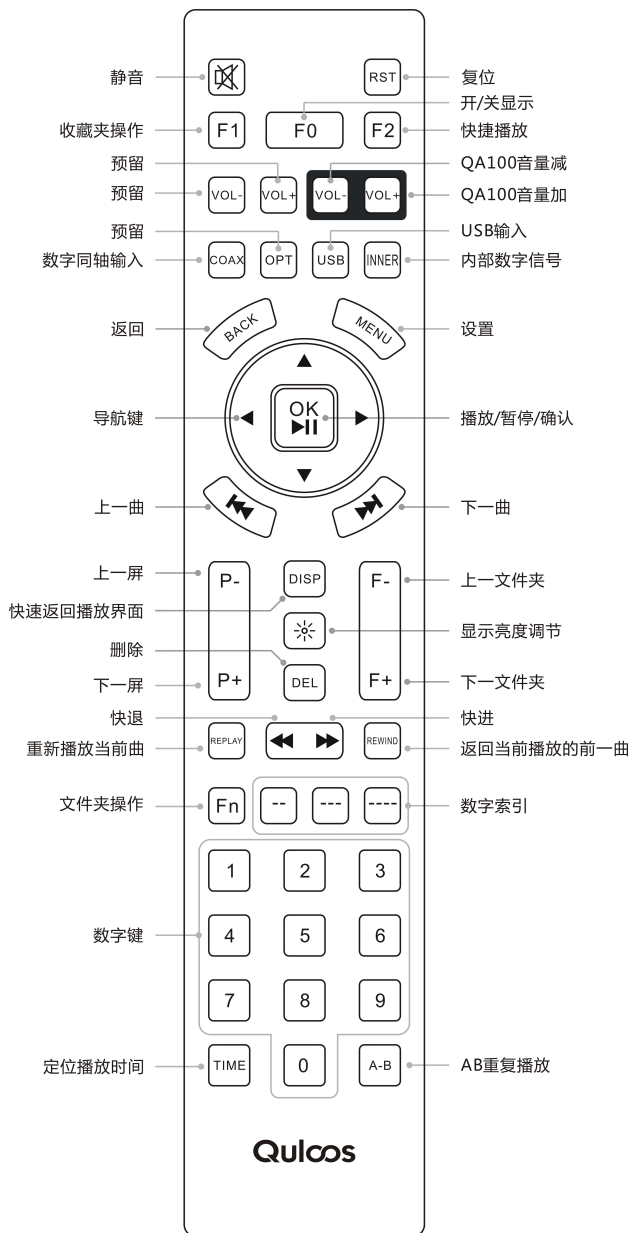 静音
RST
复位
开/关显示
收藏夹操作
F1
F0
F2
快捷播放
预留
QA100音量减
预留
VOL-
VOL+
VOL-
VOL+
QA100音量加
预留
USB输入
数字同轴输入
COAX
OPT
USB
INNER
内部数字信号
返回
BACK
MENU
设置
导航键
OK
播放/暂停/确认
上一曲
下一曲
上一屏
P-
DISP
F-
上一文件夹
快速返回播放界面
显示亮度调节
删除
下一屏
P+
DEL
F+
下一文件夹
快退
快进
重新播放当前曲
REPLAY
REWIND
返回当前播放的前一曲
文件夹操作
Fn
--
---
----
数字索引
1
2
3
数字键
4
5
6
7
8
9
定位播放时间
TIME
0
A-B
AB重复播放
Quloos